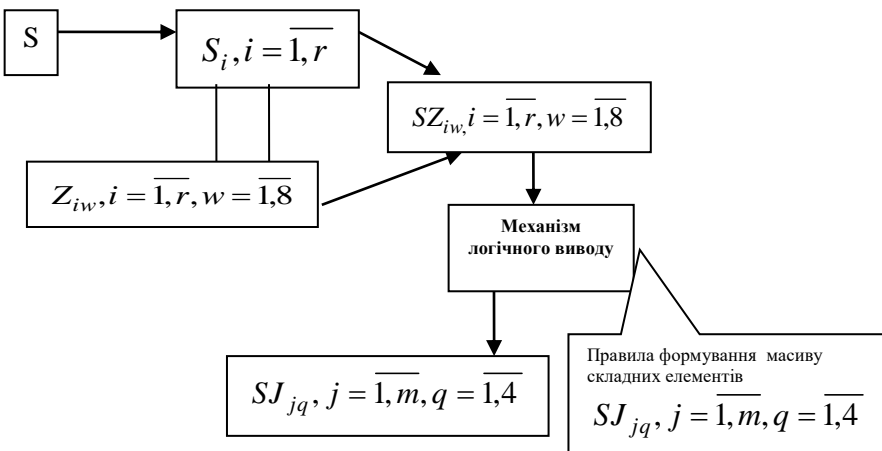 S
S_i, i = \overline{1, r}
SZ_{iw,} i = \overline{1, r}, w = \overline{1,8}
Z_{iw}, i = \overline{1, r}, w = \overline{1,8}
Механізм
логічного виводу
Правила формування масиву
складних елементів
SJ_{jq}, j = \overline{1, m}, q = \overline{1,4}
SJ_{jq}, j = \overline{1, m}, q = \overline{1,4}